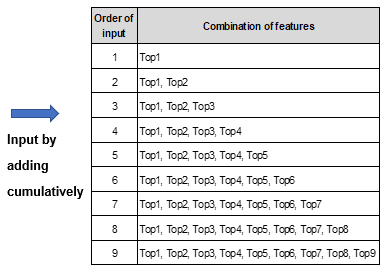 Order of
input
Combination of features
1 Top1
2 Top1, Top2
3 Top1, Top2, Top3
4 Top1, Top2, Top3, Top4
5 Top1, Top2, Top3, Top4, Top5
6 Top1, Top2, Top3, Top4, Top5, Top6
7 Top1, Top2, Top3, Top4, Top5, Top6, Top7
8 Top1, Top2, Top3, Top4, Top5, Top6, Top7, Top8
9 Top1, Top2, Top3, Top4, Top5, Top6, Top7, Top8, Top9
Input by
adding
cumulatively